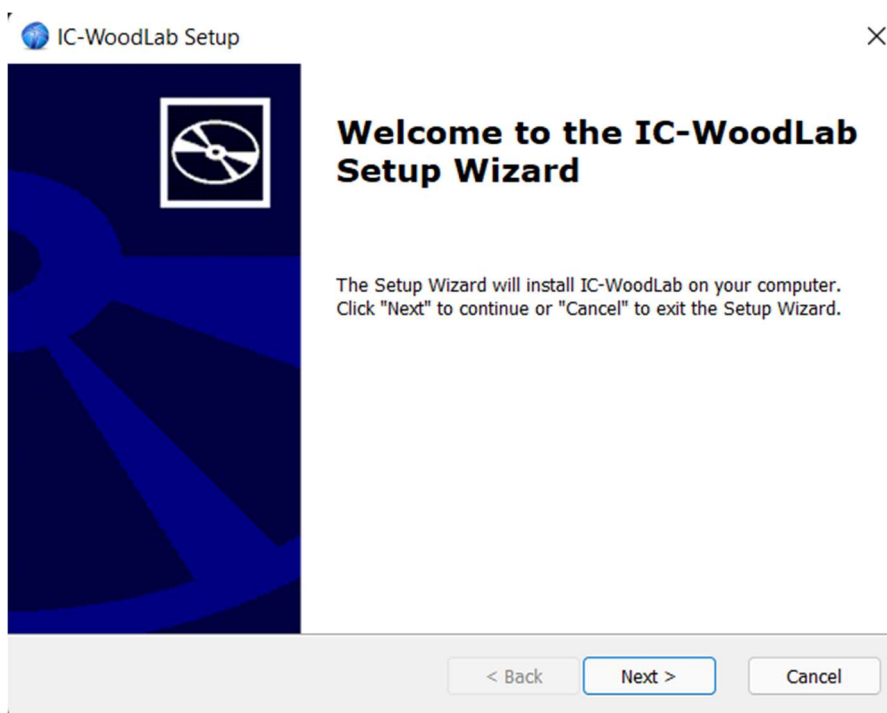 IC-WoodLab Setup
Welcome to the IC-WoodLab
Setup Wizard
The Setup Wizard will install IC-WoodLab on your computer.
Click "Next" to continue or "Cancel" to exit the Setup Wizard.
< Back
Next >
Cancel